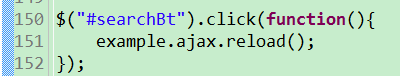 150 $("#searchBt").click(function(){
151     example.ajax.reload();
152 });